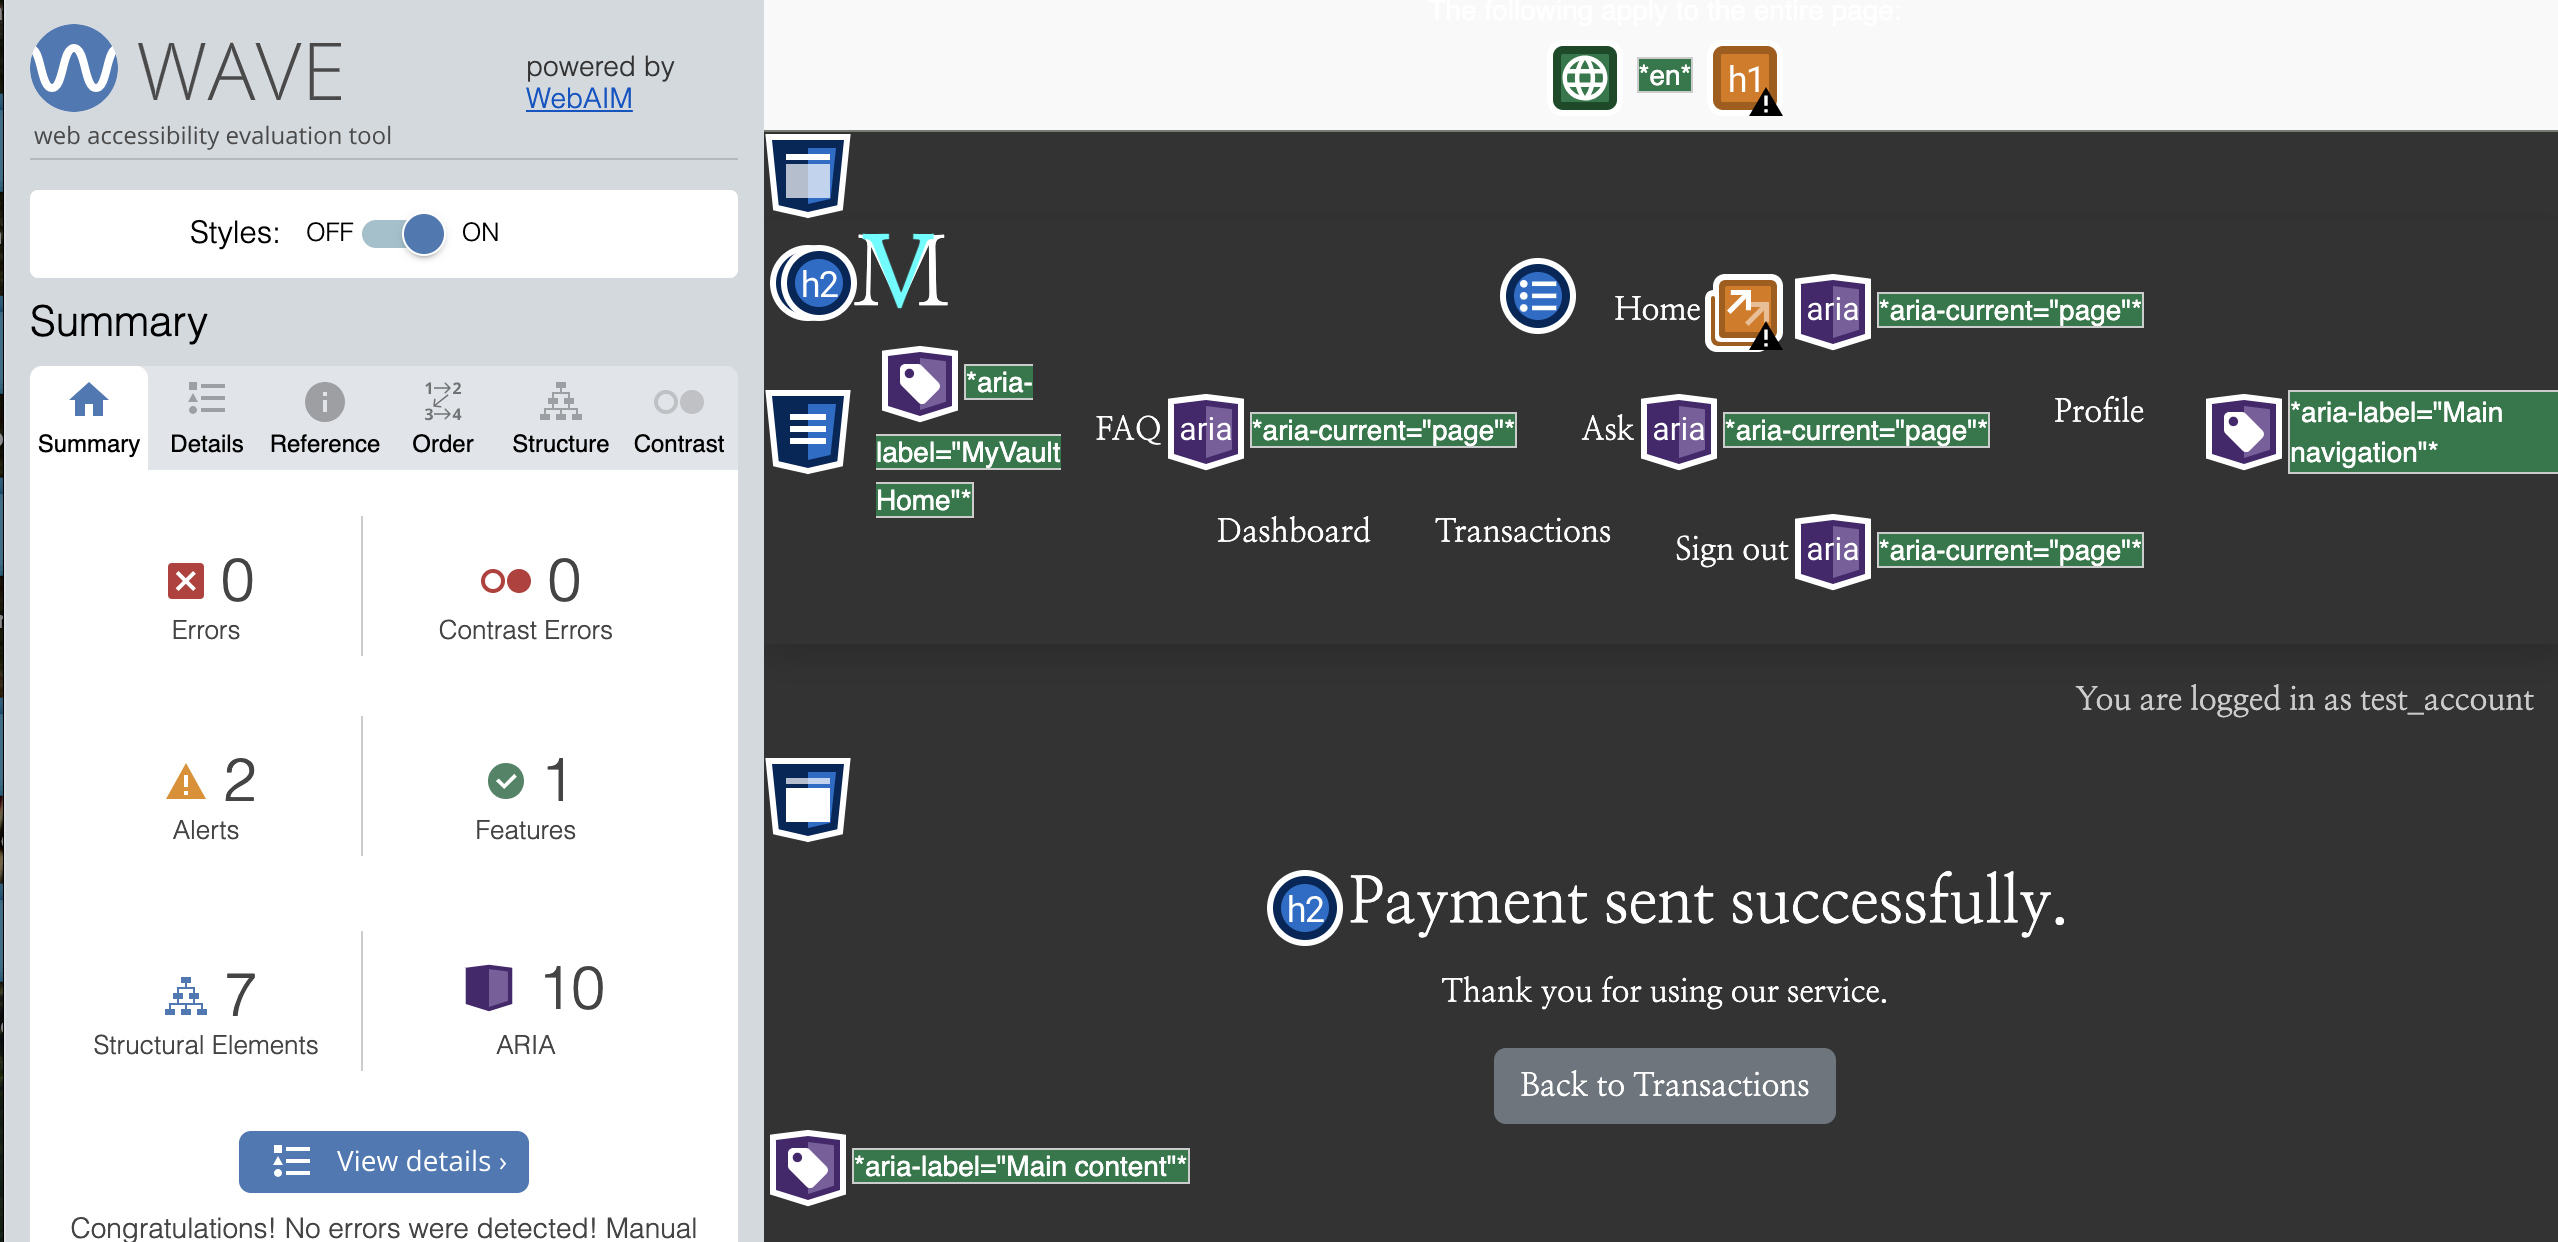 WAVE
powered by
WebAIM
web accessibility evaluation tool
Styles: OFF ON
Summary
1 2
3 4
Summary Details Reference Order Structure Contrast
0
Errors
0
Contrast Errors
2
Alerts
1
Features
7
Structural Elements
10
ARIA
View details ›
Congratulations! No errors were detected! Manual
The following apply to the entire page:
*en* h1
h2 M
Home aria *aria-current="page"*
*aria-
label="MyVault
Home"*
FAQ aria *aria-current="page"*
Ask aria *aria-current="page"*
Profile
*aria-label="Main
navigation"*
Dashboard Transactions Sign out aria *aria-current="page"*
You are logged in as test_account
h2 Payment sent successfully.
Thank you for using our service.
Back to Transactions
*aria-label="Main content"*